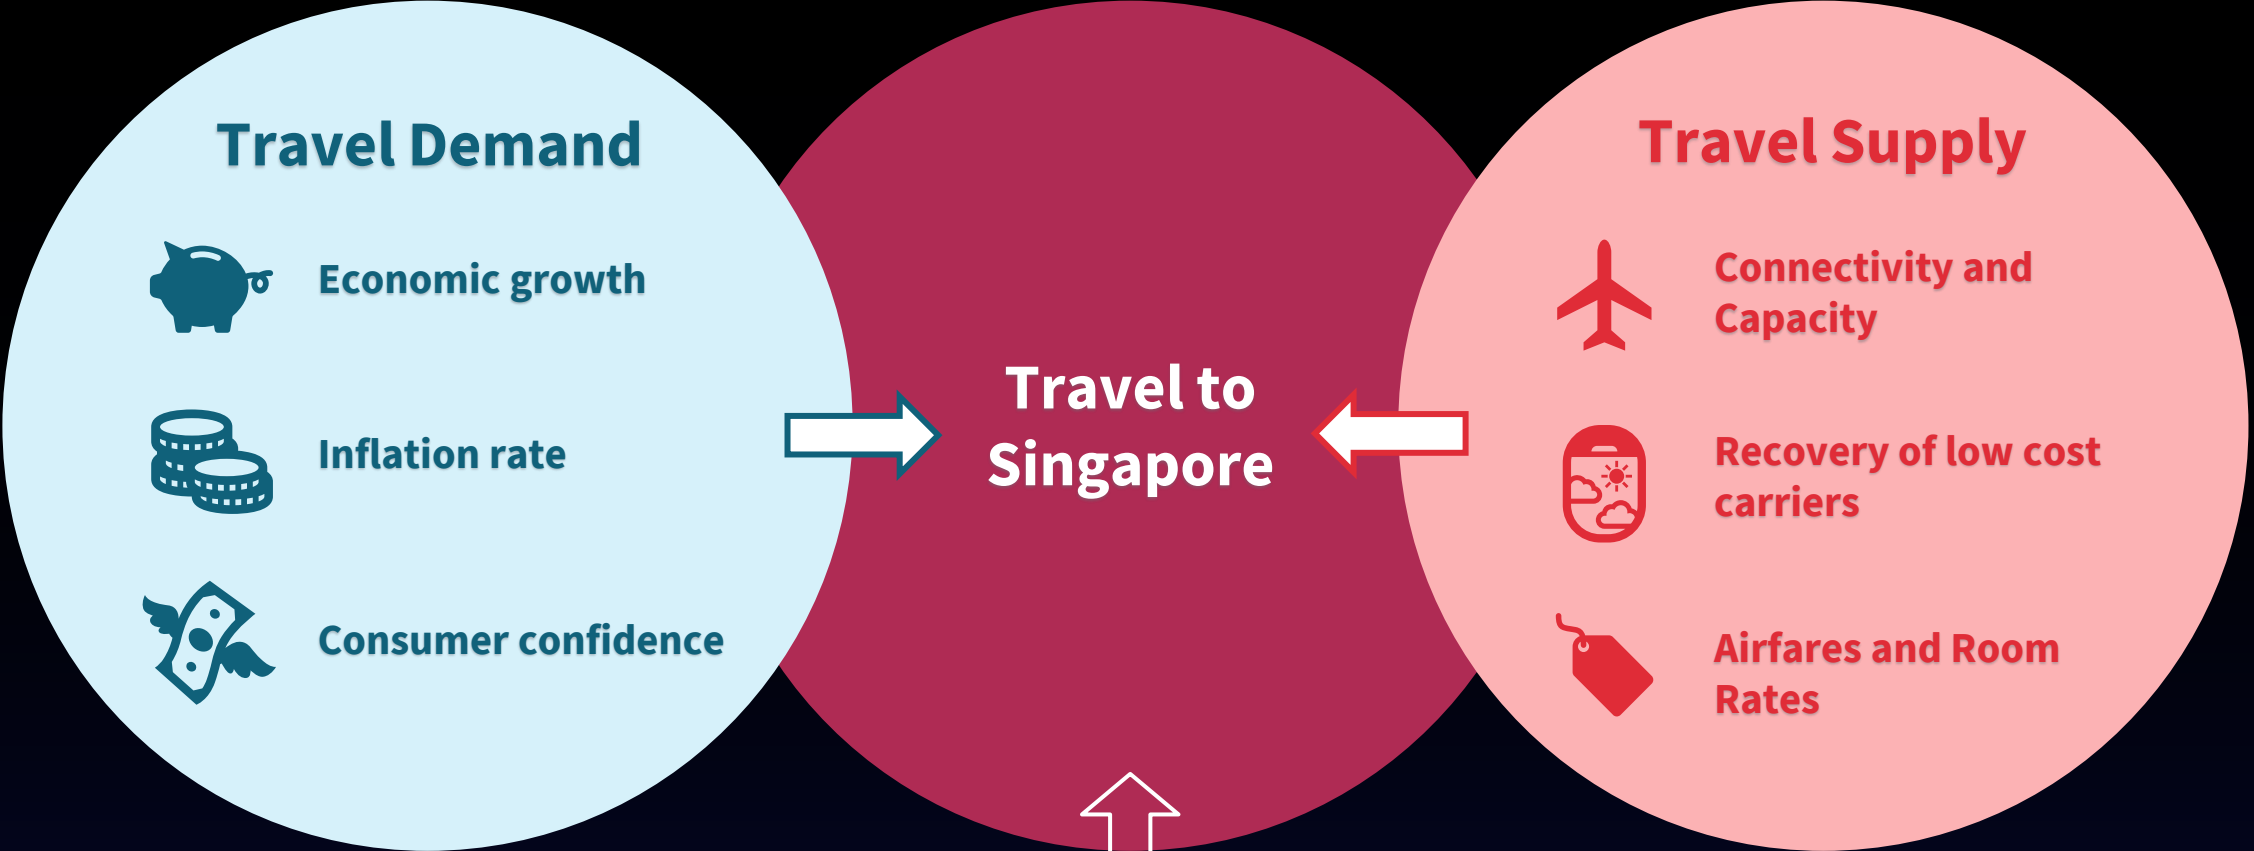 Travel Demand
Economic growth
Inflation rate
Consumer confidence
Travel to
Singapore
Travel Supply
Connectivity and
Capacity
Recovery of low cost
carriers
Airfares and Room
Rates